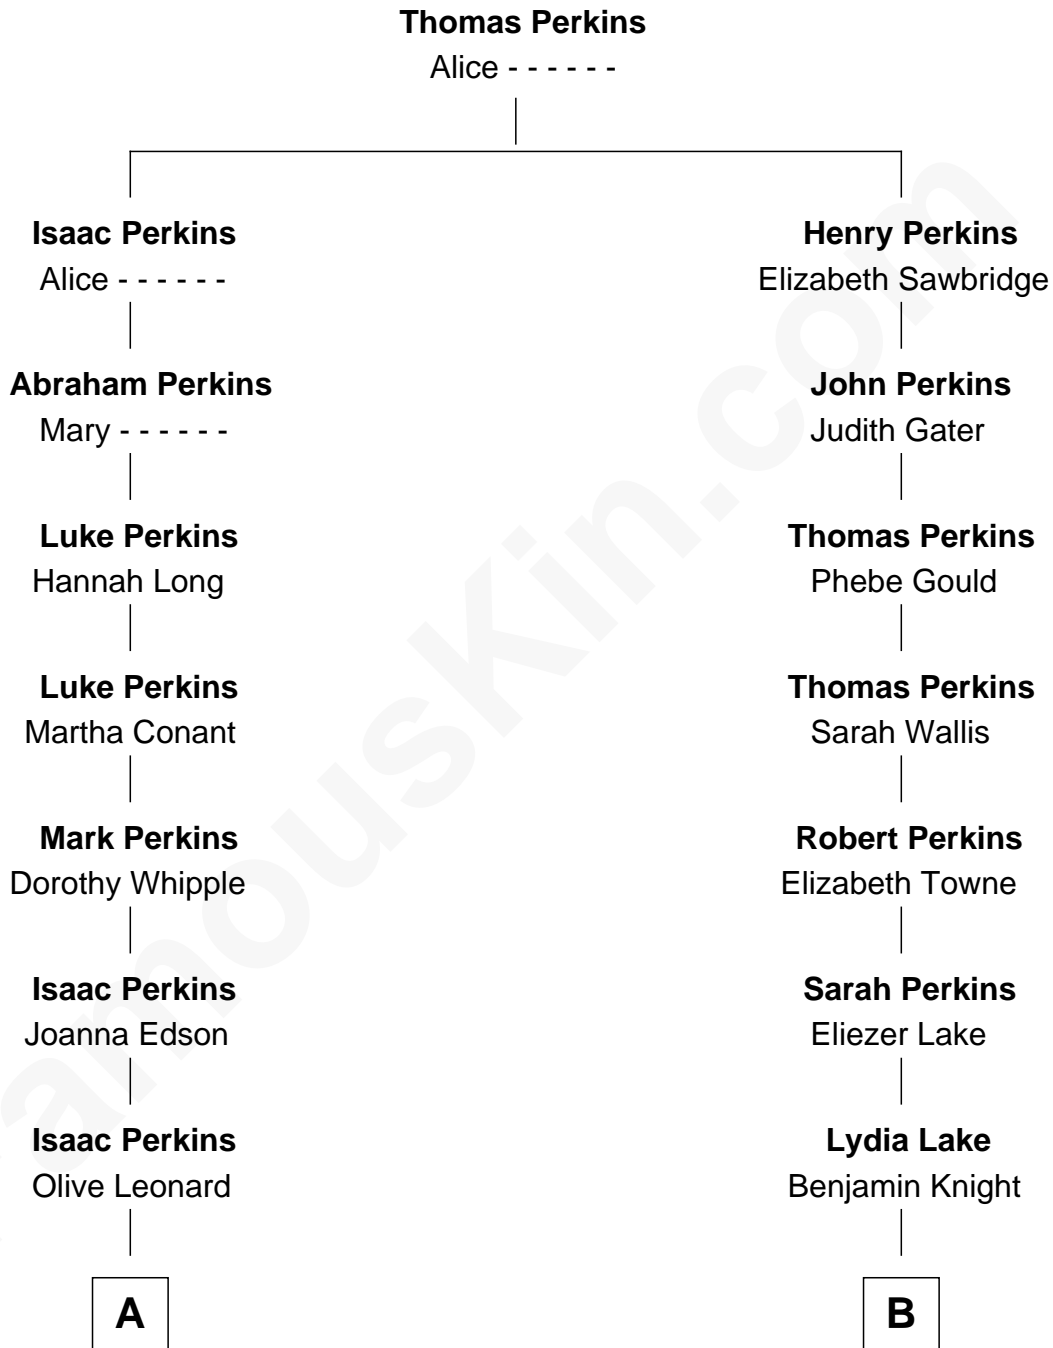 Thomas Perkins
Alice - - - - - -
Isaac Perkins
Alice - - - - - -
Abraham Perkins
Mary - - - - - -
Luke Perkins
Hannah Long
Luke Perkins
Martha Conant
Mark Perkins
Dorothy Whipple
Isaac Perkins
Joanna Edson
Isaac Perkins
Olive Leonard
A
Henry Perkins
Elizabeth Sawbridge
John Perkins
Judith Gater
Thomas Perkins
Phebe Gould
Thomas Perkins
Sarah Wallis
Robert Perkins
Elizabeth Towne
Sarah Perkins
Eliezer Lake
Lydia Lake
Benjamin Knight
B
amouskin.com